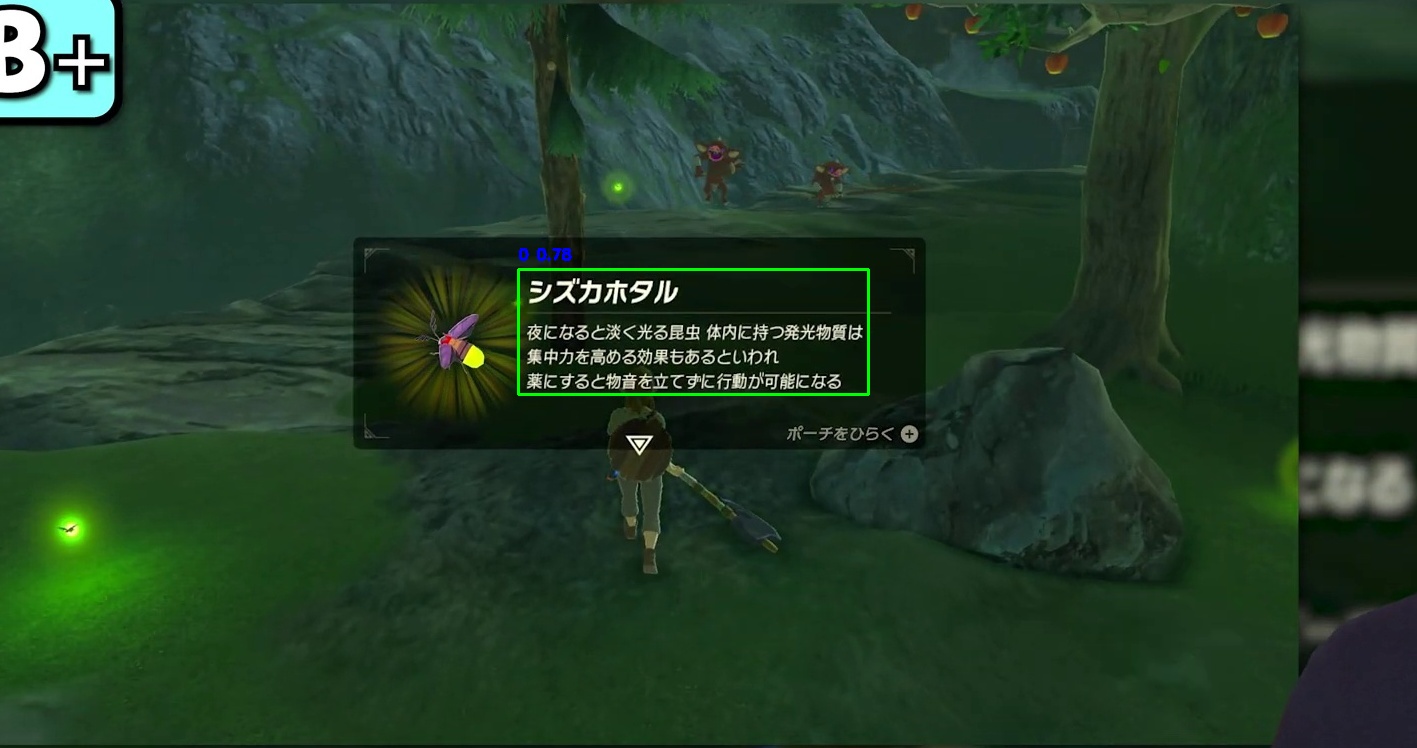 B+
0 0.78
シズカホタル
夜になると淡く光る昆虫 体内に持つ発光物質は
集中力を高める効果もあるといわれ
薬にすると物音を立てずに行動が可能になる
ポーチをひらく
になる